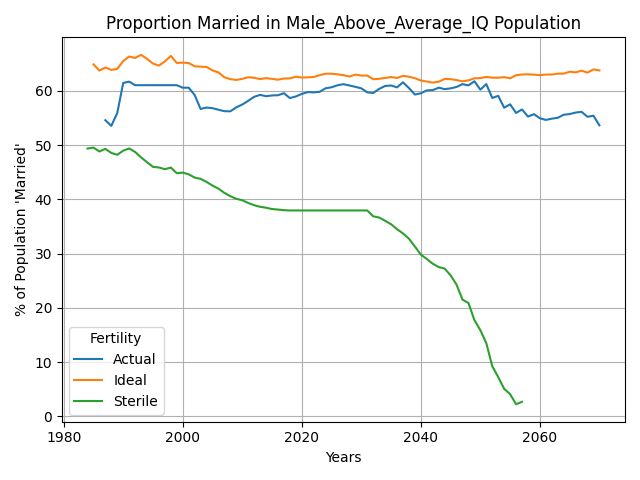 Proportion Married in Male_Above_Average_IQ Population
% of Population 'Married'
60
50
40
30
20
10
0
Fertility
Actual
Ideal
Sterile
1980
2000
2020
2040
2060
Years